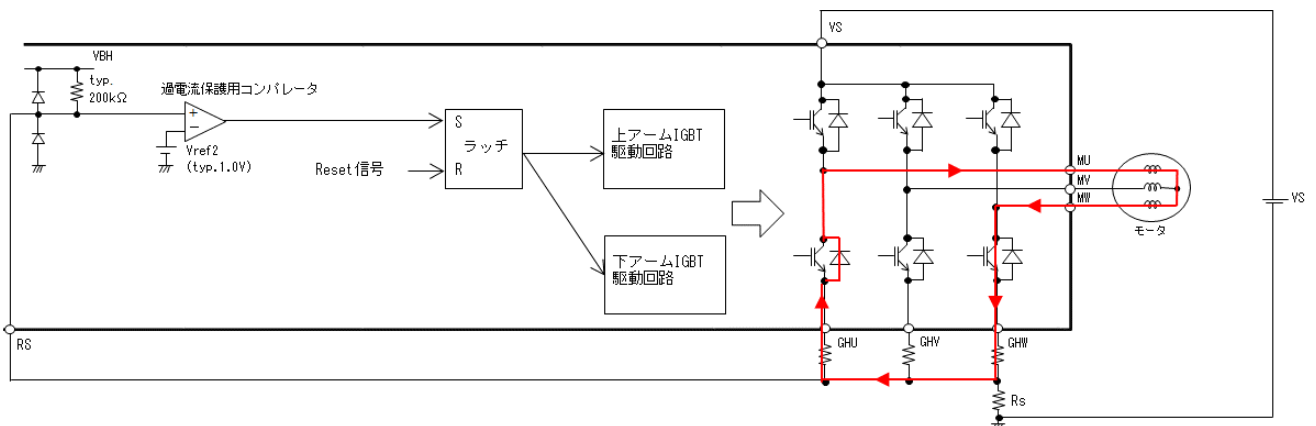 VS
VBH
typ.
200kΩ
過電流保護用コンパレータ
+
−
Vref2
(typ.1.0V)
S
ラッチ
R
Reset信号
上アームIGBT
駆動回路
下アームIGBT
駆動回路
MU
MV
MW
モータ
VS
RS
GHU
GHV
GHW
Rs